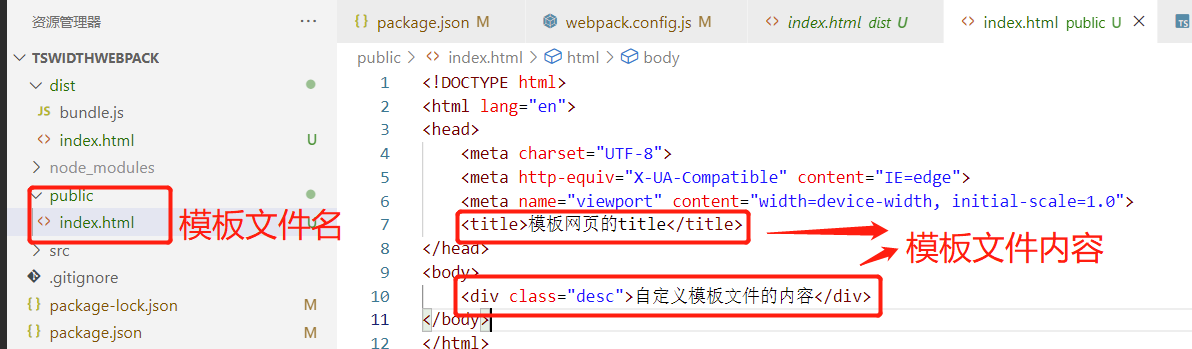 资源管理器 ···
TSWIDTHWEBPACK
dist
JS bundle.js
<> index.html U
node_modules
public
<> index.html
模板文件名
src
.gitignore
{} package-lock.json M
{} package.json M
{} package.json M
webpack.config.js M
<> index.html dist U
<> index.html public U ×
TS
public > <> index.html > html > body
1 <!DOCTYPE html>
2 <html lang="en">
3 <head>
4 <meta charset="UTF-8">
5 <meta http-equiv="X-UA-Compatible" content="IE=edge">
6 <meta name="viewport" content="width=device-width, initial-scale=1.0">
7 <title>模板网页的title</title>
8 </head>
9 <body>
10 <div class="desc">自定义模板文件的内容</div>
11 </body>
12 </html>
模板文件内容